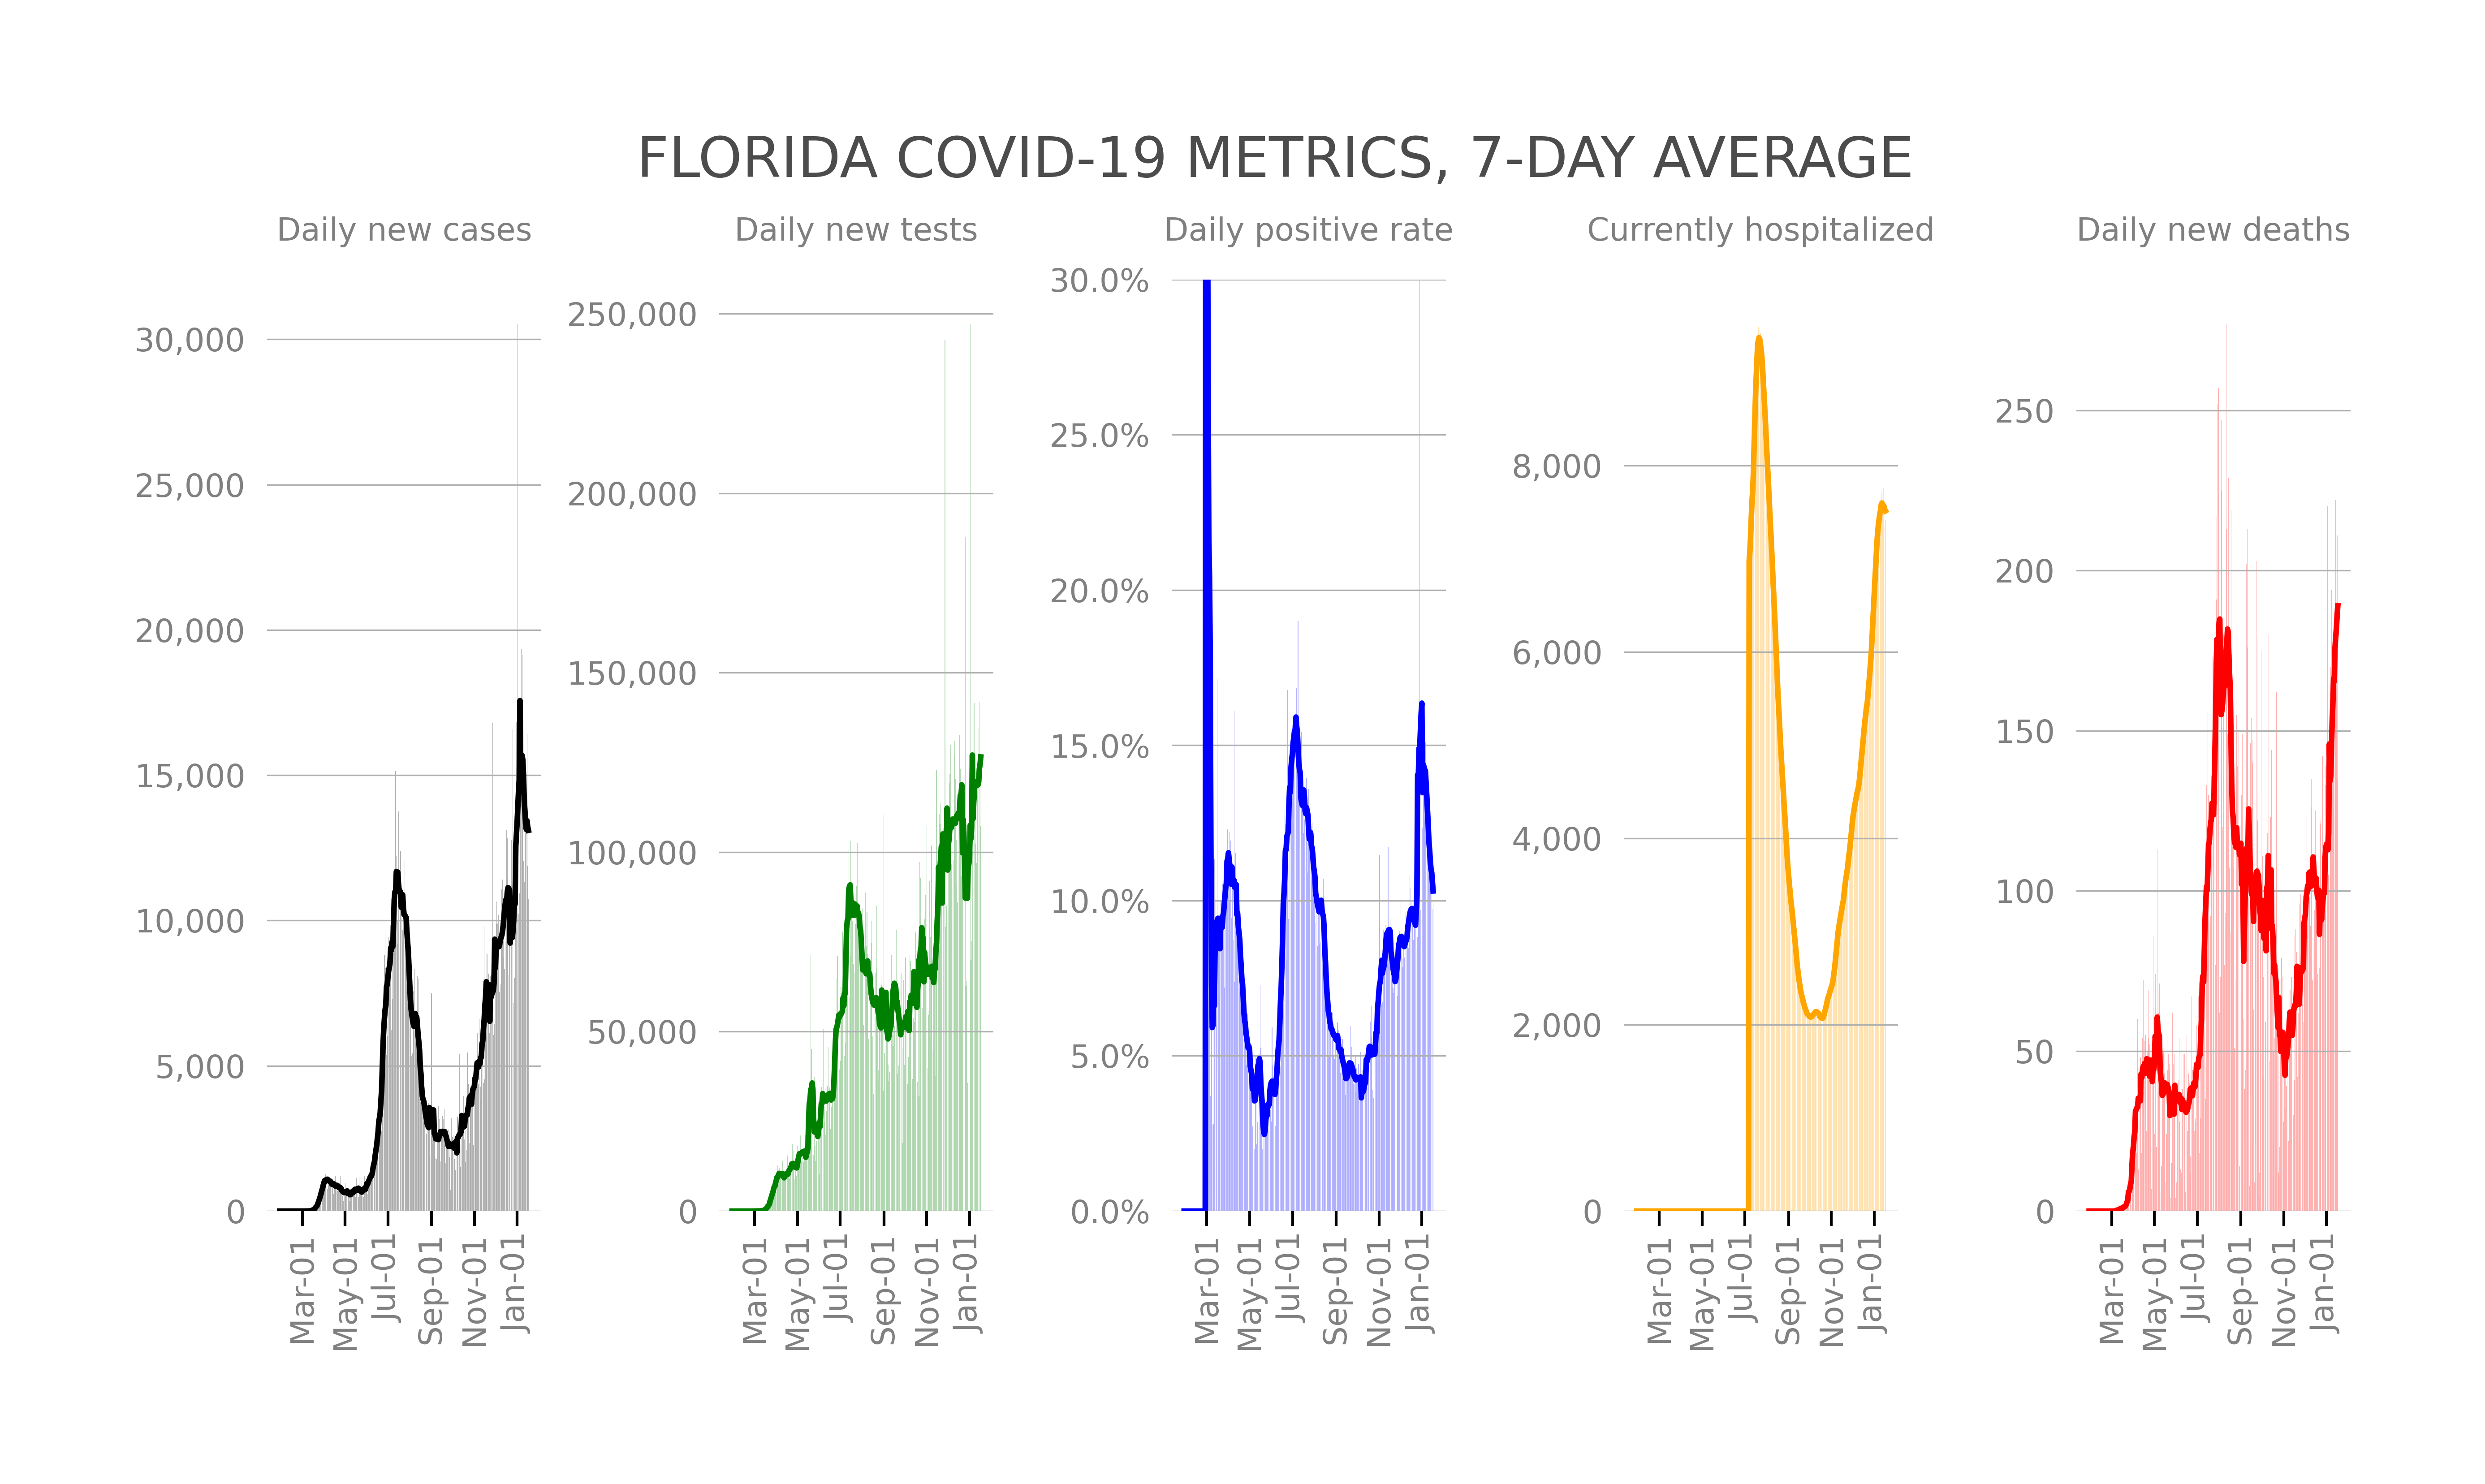 FLORIDA COVID-19 METRICS, 7-DAY AVERAGE
Daily new cases
30,000
25,000
20,000
15,000
10,000
5,000
0
Mar-01
May-01
Jul-01
Sep-01
Nov-01
Jan-01
Daily new tests
250,000
200,000
150,000
100,000
50,000
0
Mar-01
May-01
Jul-01
Sep-01
Nov-01
Jan-01
Daily positive rate
30.0%
25.0%
20.0%
15.0%
10.0%
5.0%
0.0%
Mar-01
May-01
Jul-01
Sep-01
Nov-01
Jan-01
Currently hospitalized
8,000
6,000
4,000
2,000
0
Mar-01
May-01
Jul-01
Sep-01
Nov-01
Jan-01
Daily new deaths
250
200
150
100
50
0
Mar-01
May-01
Jul-01
Sep-01
Nov-01
Jan-01